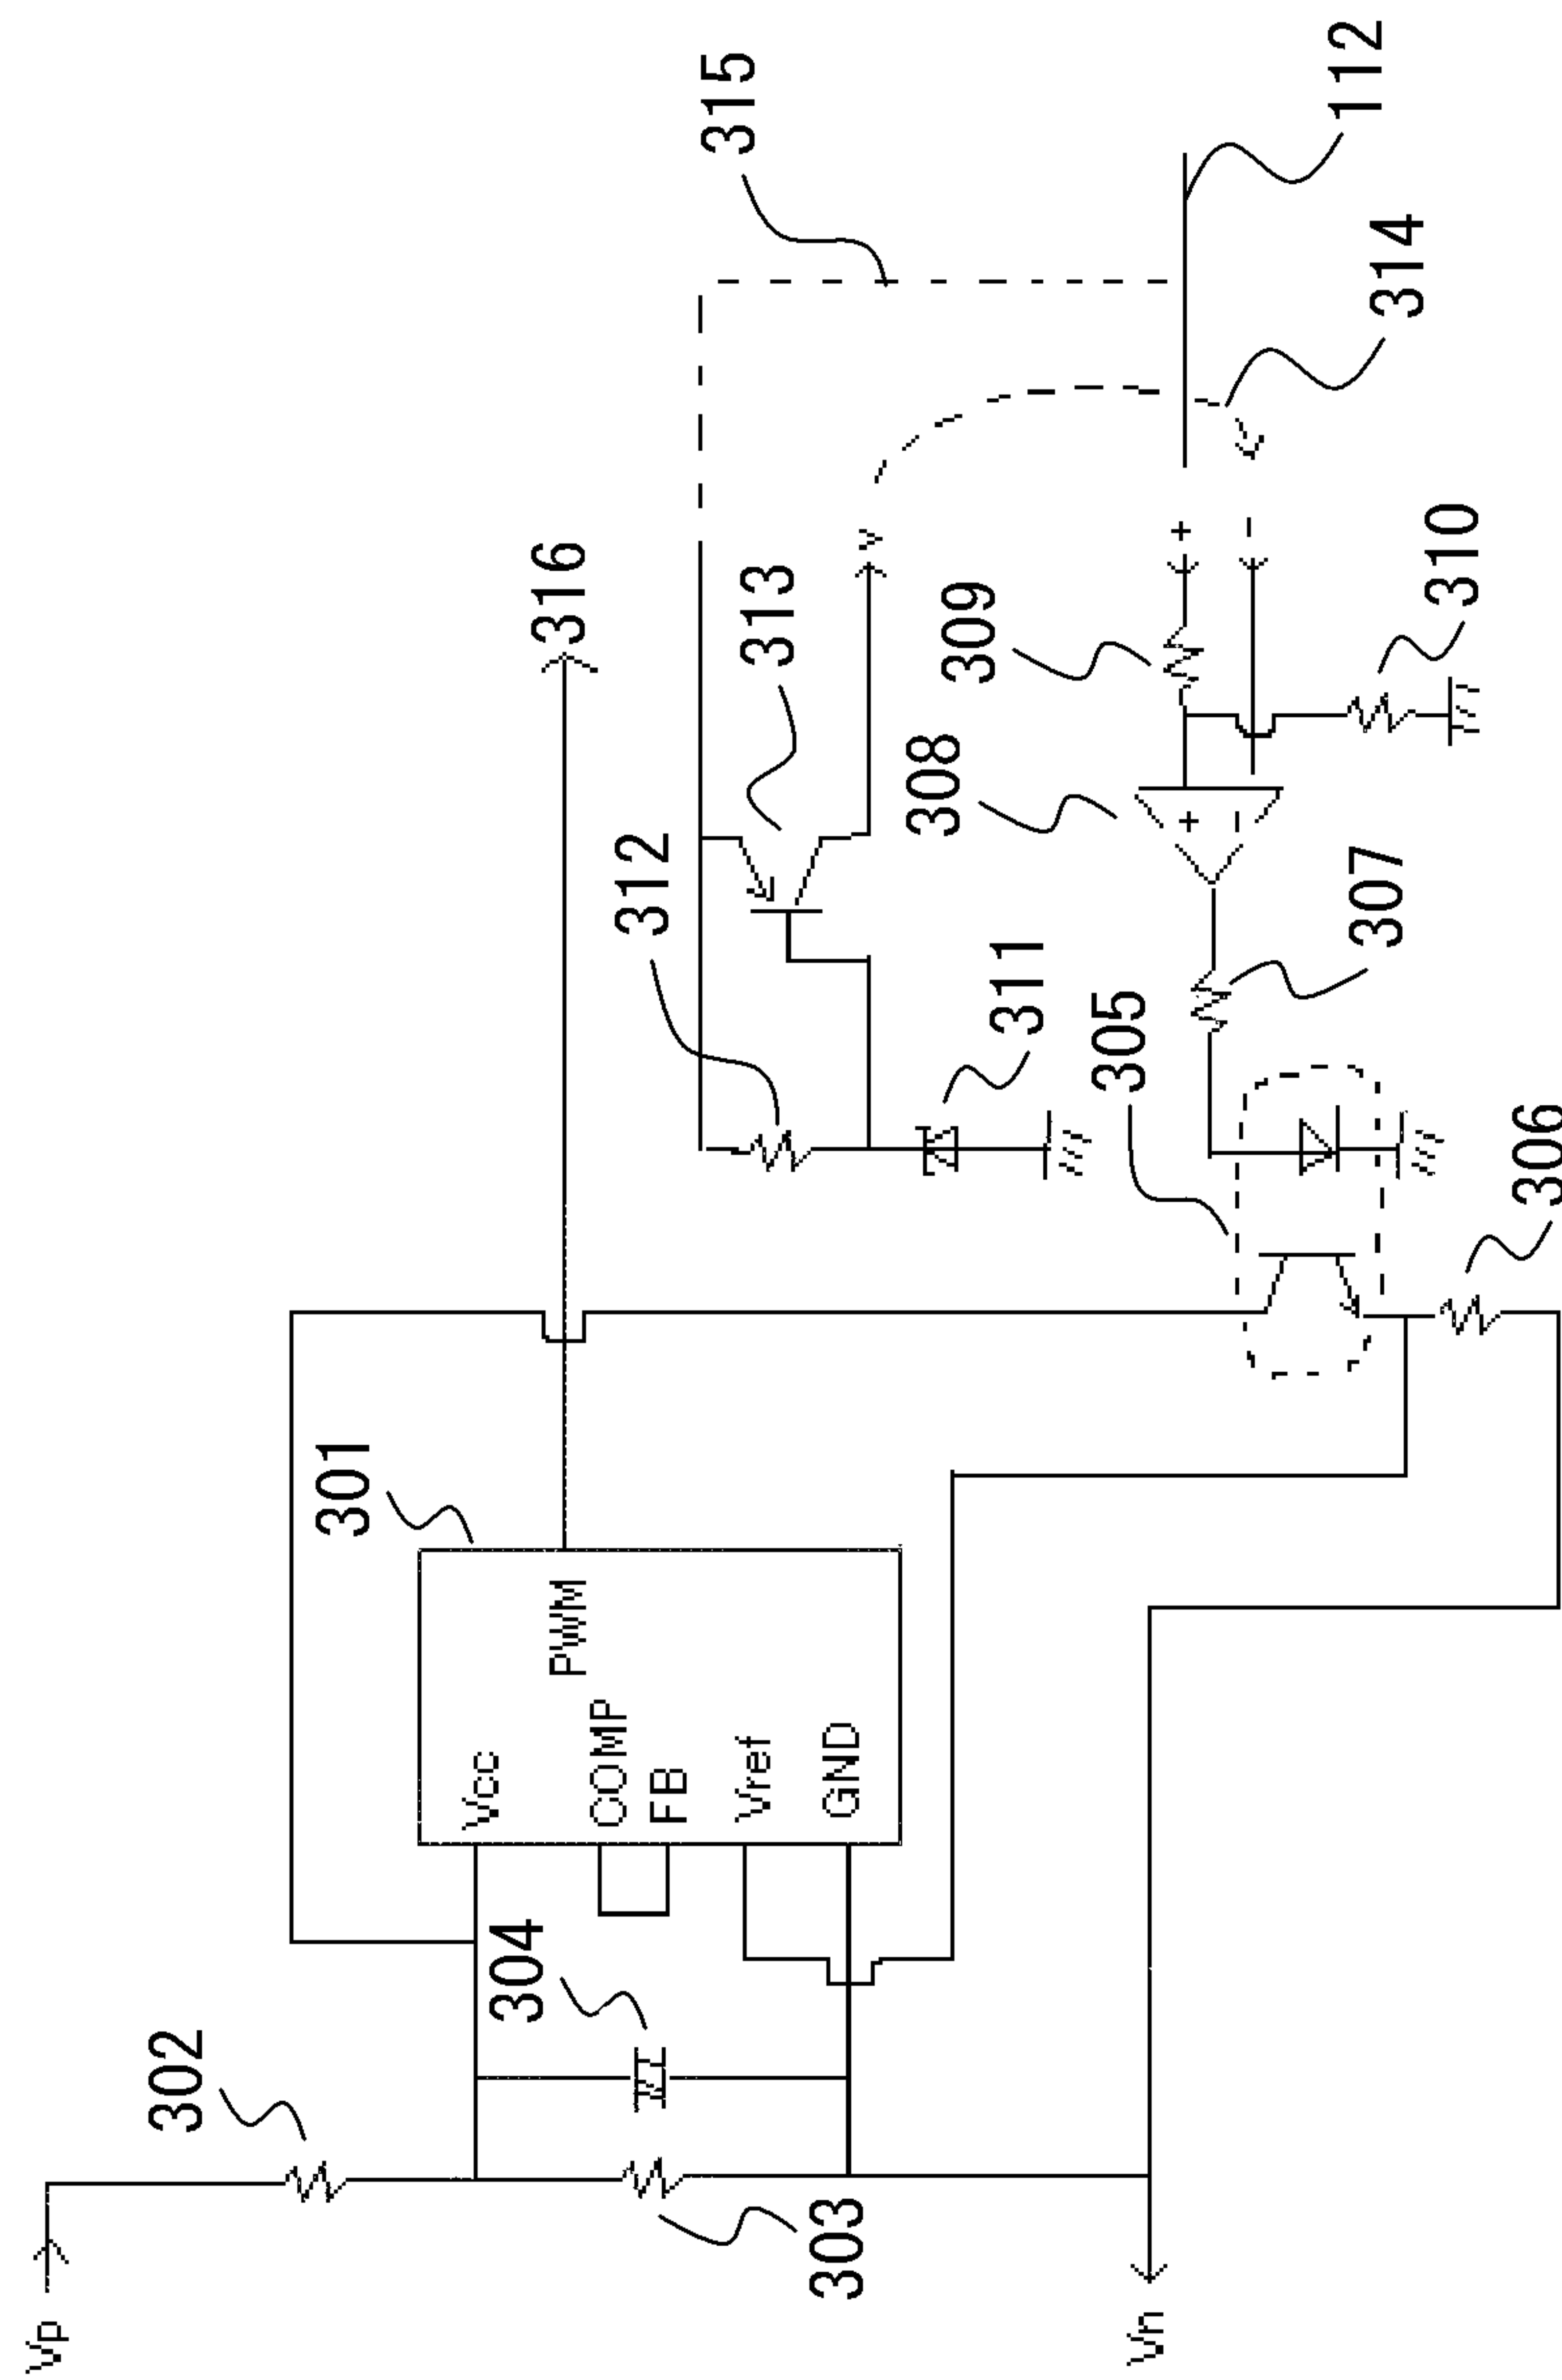 Vp
302
303
304
301
Vcc
COMP
FB
Vref
GND
PWM
Vn
316
315
312
313
311
305
306
307
308
309
310
v
+
-
+
-
314
112